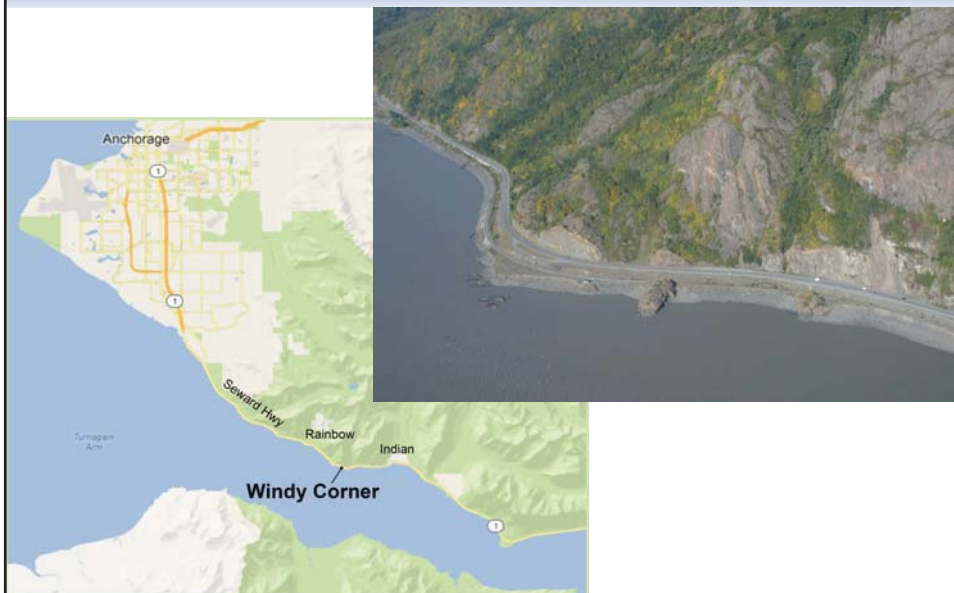 Anchorage
1
1
Seward Hwy
Turnagain
Arm
Rainbow
Indian
Windy Corner
1